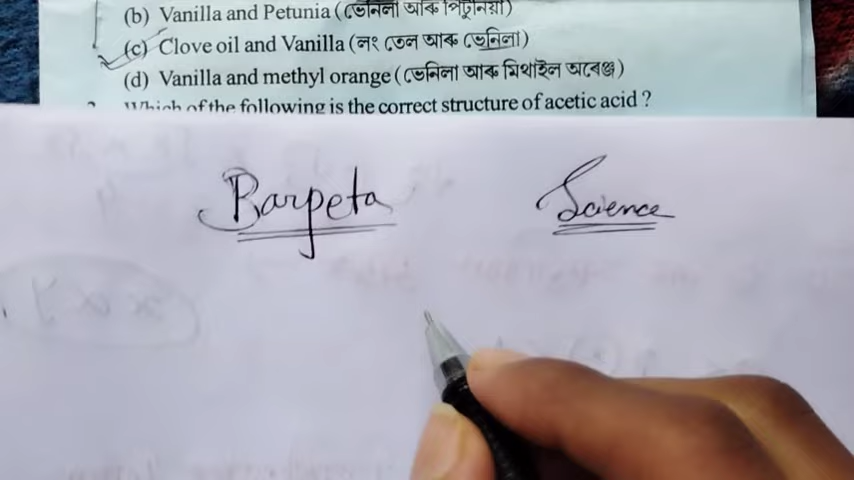 (b) Vanilla and Petunia (ভেনিলা আৰু পিটুনিয়া)
(c) Clove oil and Vanilla (লং তেল আৰু ভেনিলা)
(d) Vanilla and methyl orange (ভেনিলা আৰু মিথাইল অৰেঞ্জ)
Which of the following is the correct structure of acetic acid ?
Barpeta Science